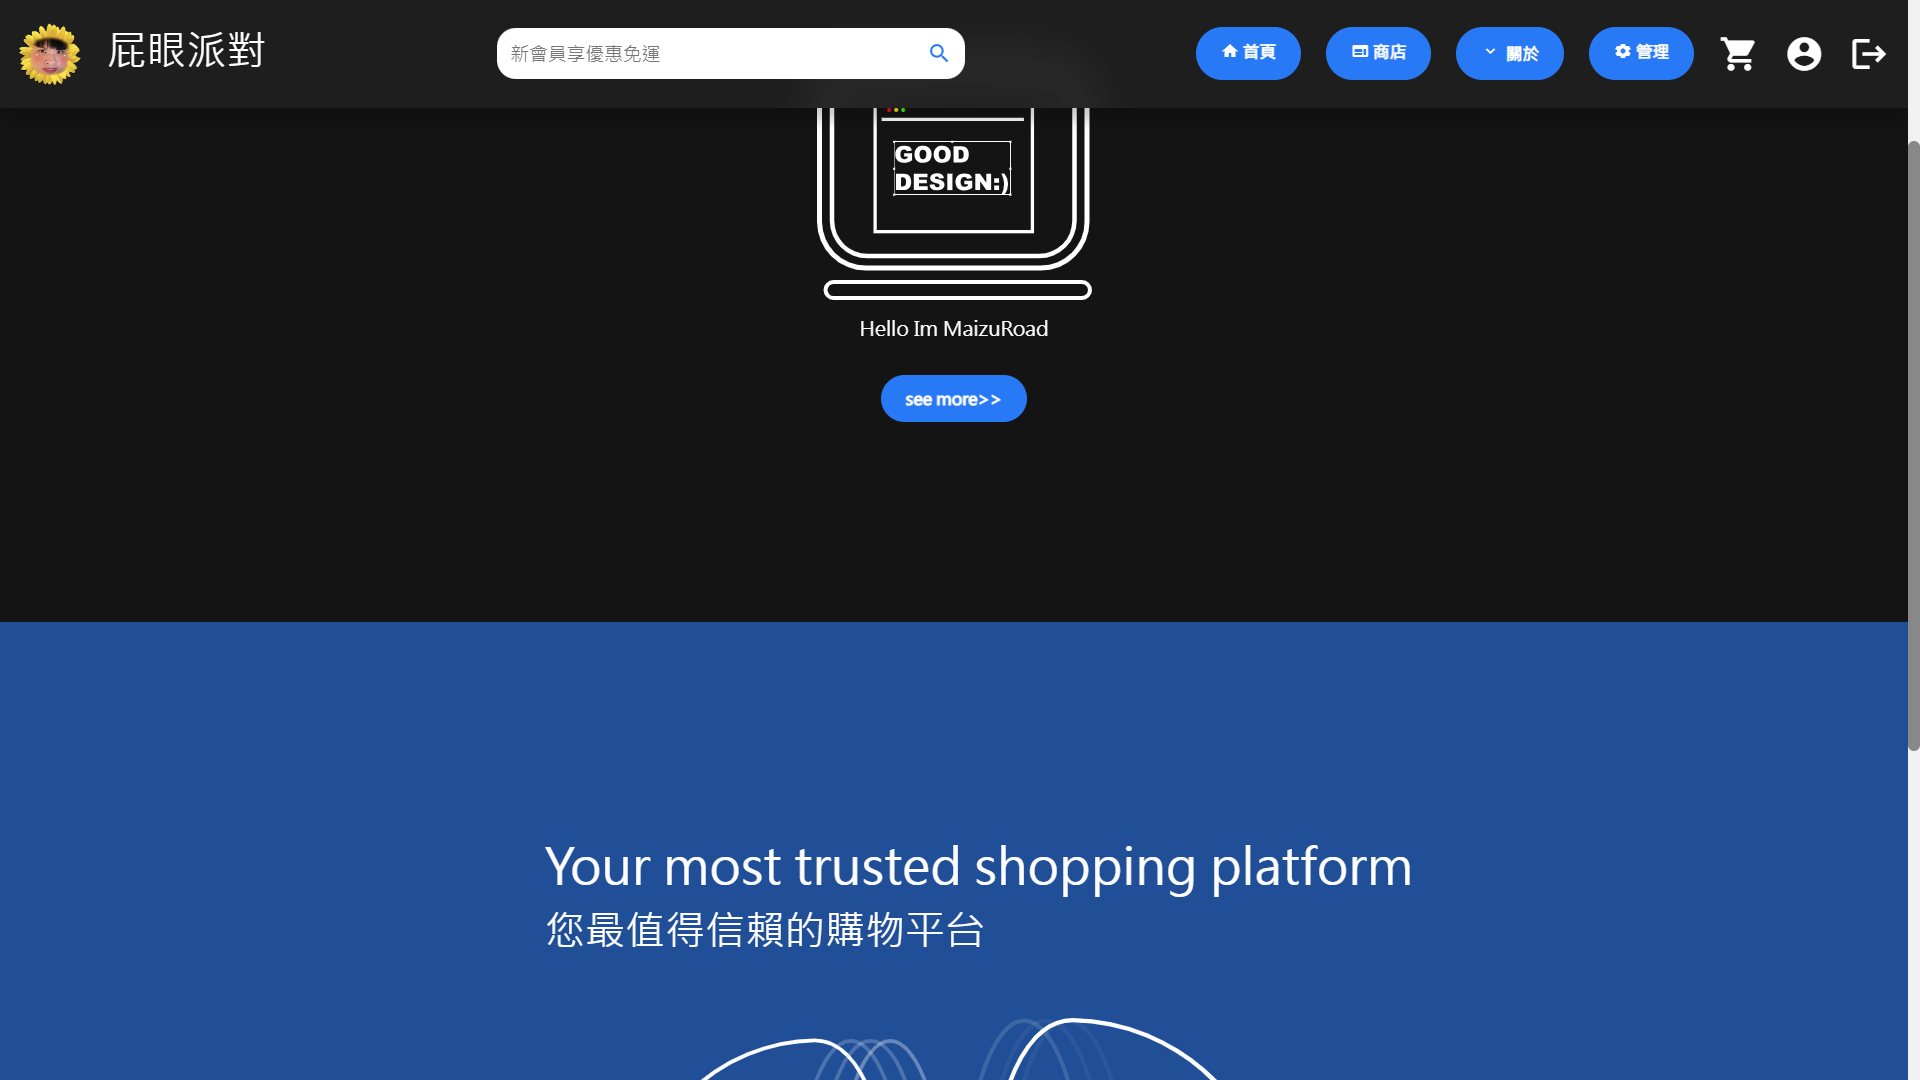 屁眼派對
新會員享優惠免運
首頁
商店
關於
管理
GOOD
DESIGN:)
Hello Im MaizuRoad
see more>>
Your most trusted shopping platform
您最值得信賴的購物平台